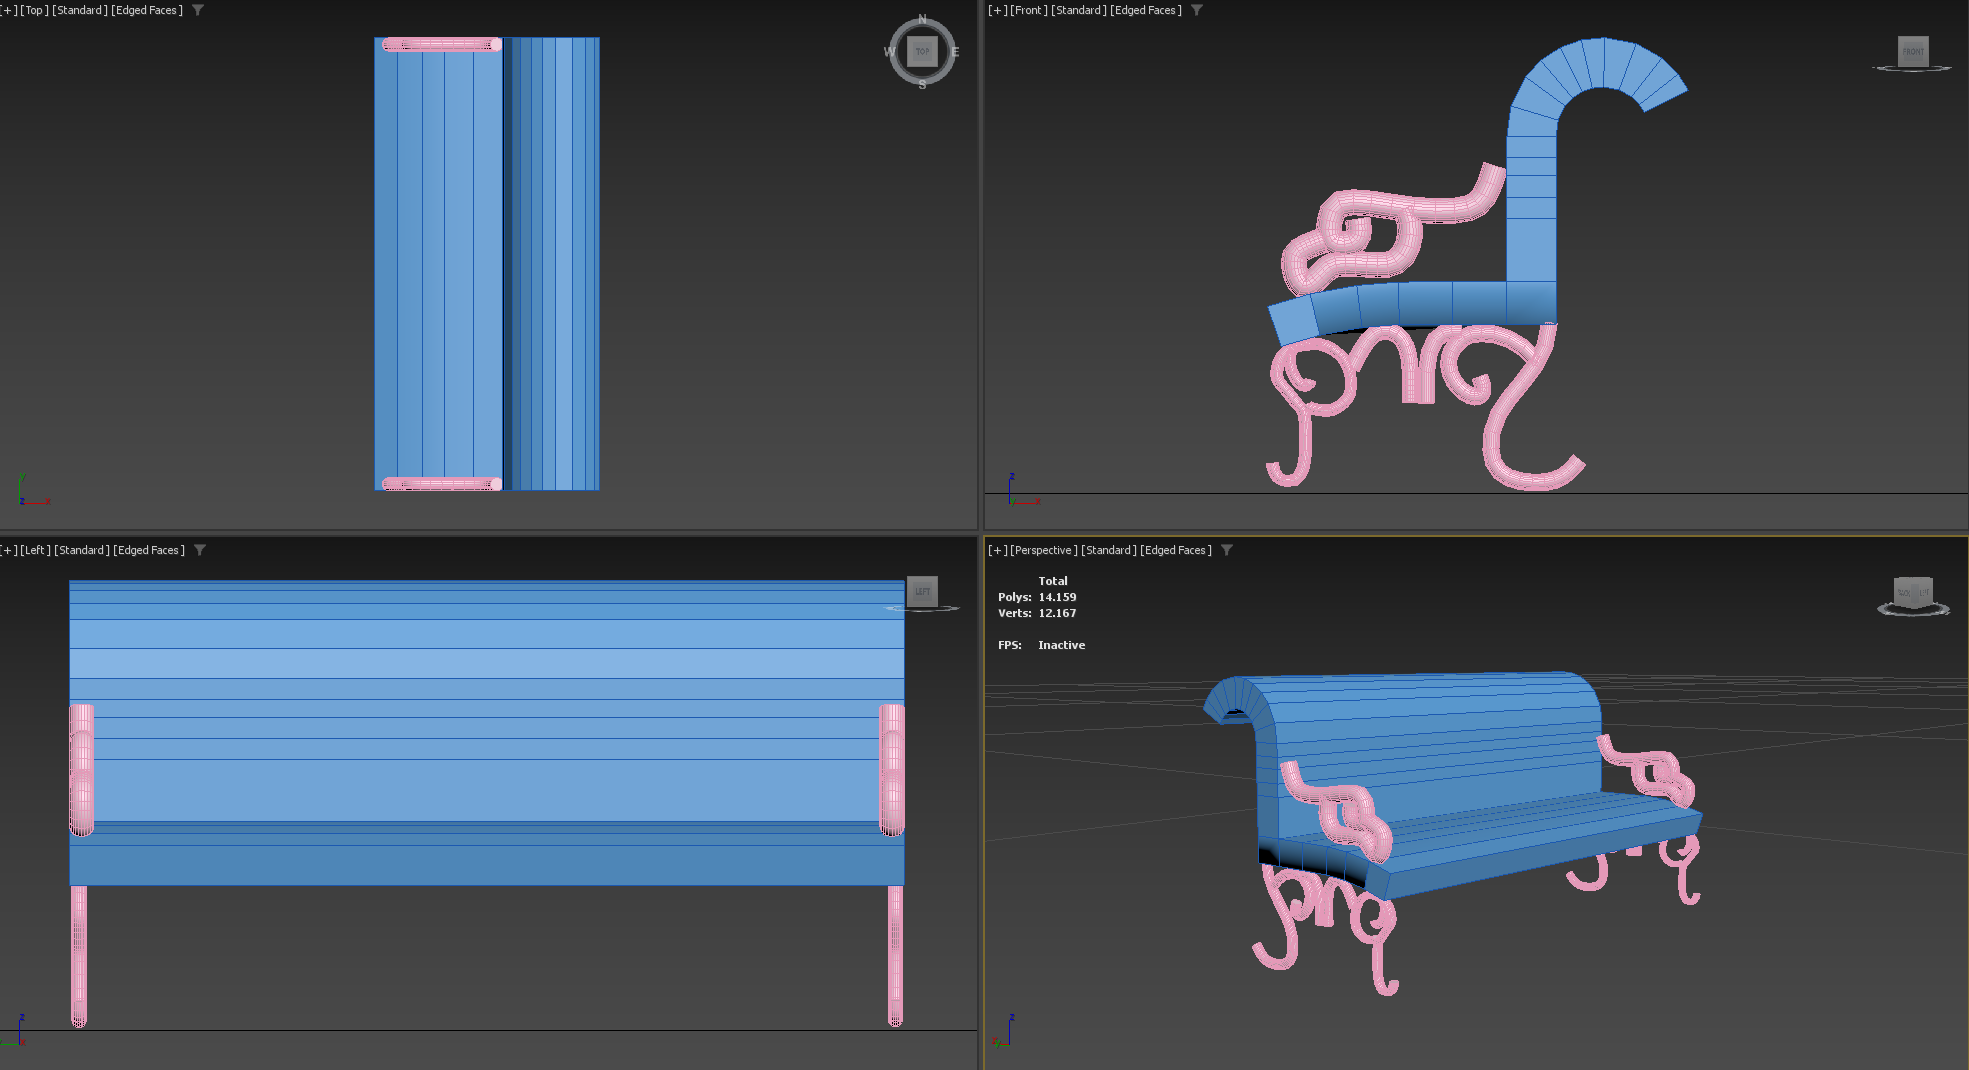 [+] [Top] [Standard] [Edged Faces]
N
W
TOP
E
S
y
z
x
[+] [Front] [Standard] [Edged Faces]
FRONT
z
y
x
[+] [Left] [Standard] [Edged Faces]
LEFT
z
[+] [Perspective] [Standard] [Edged Faces]
Total
Polys: 14.159
Verts: 12.167
FPS: Inactive
z